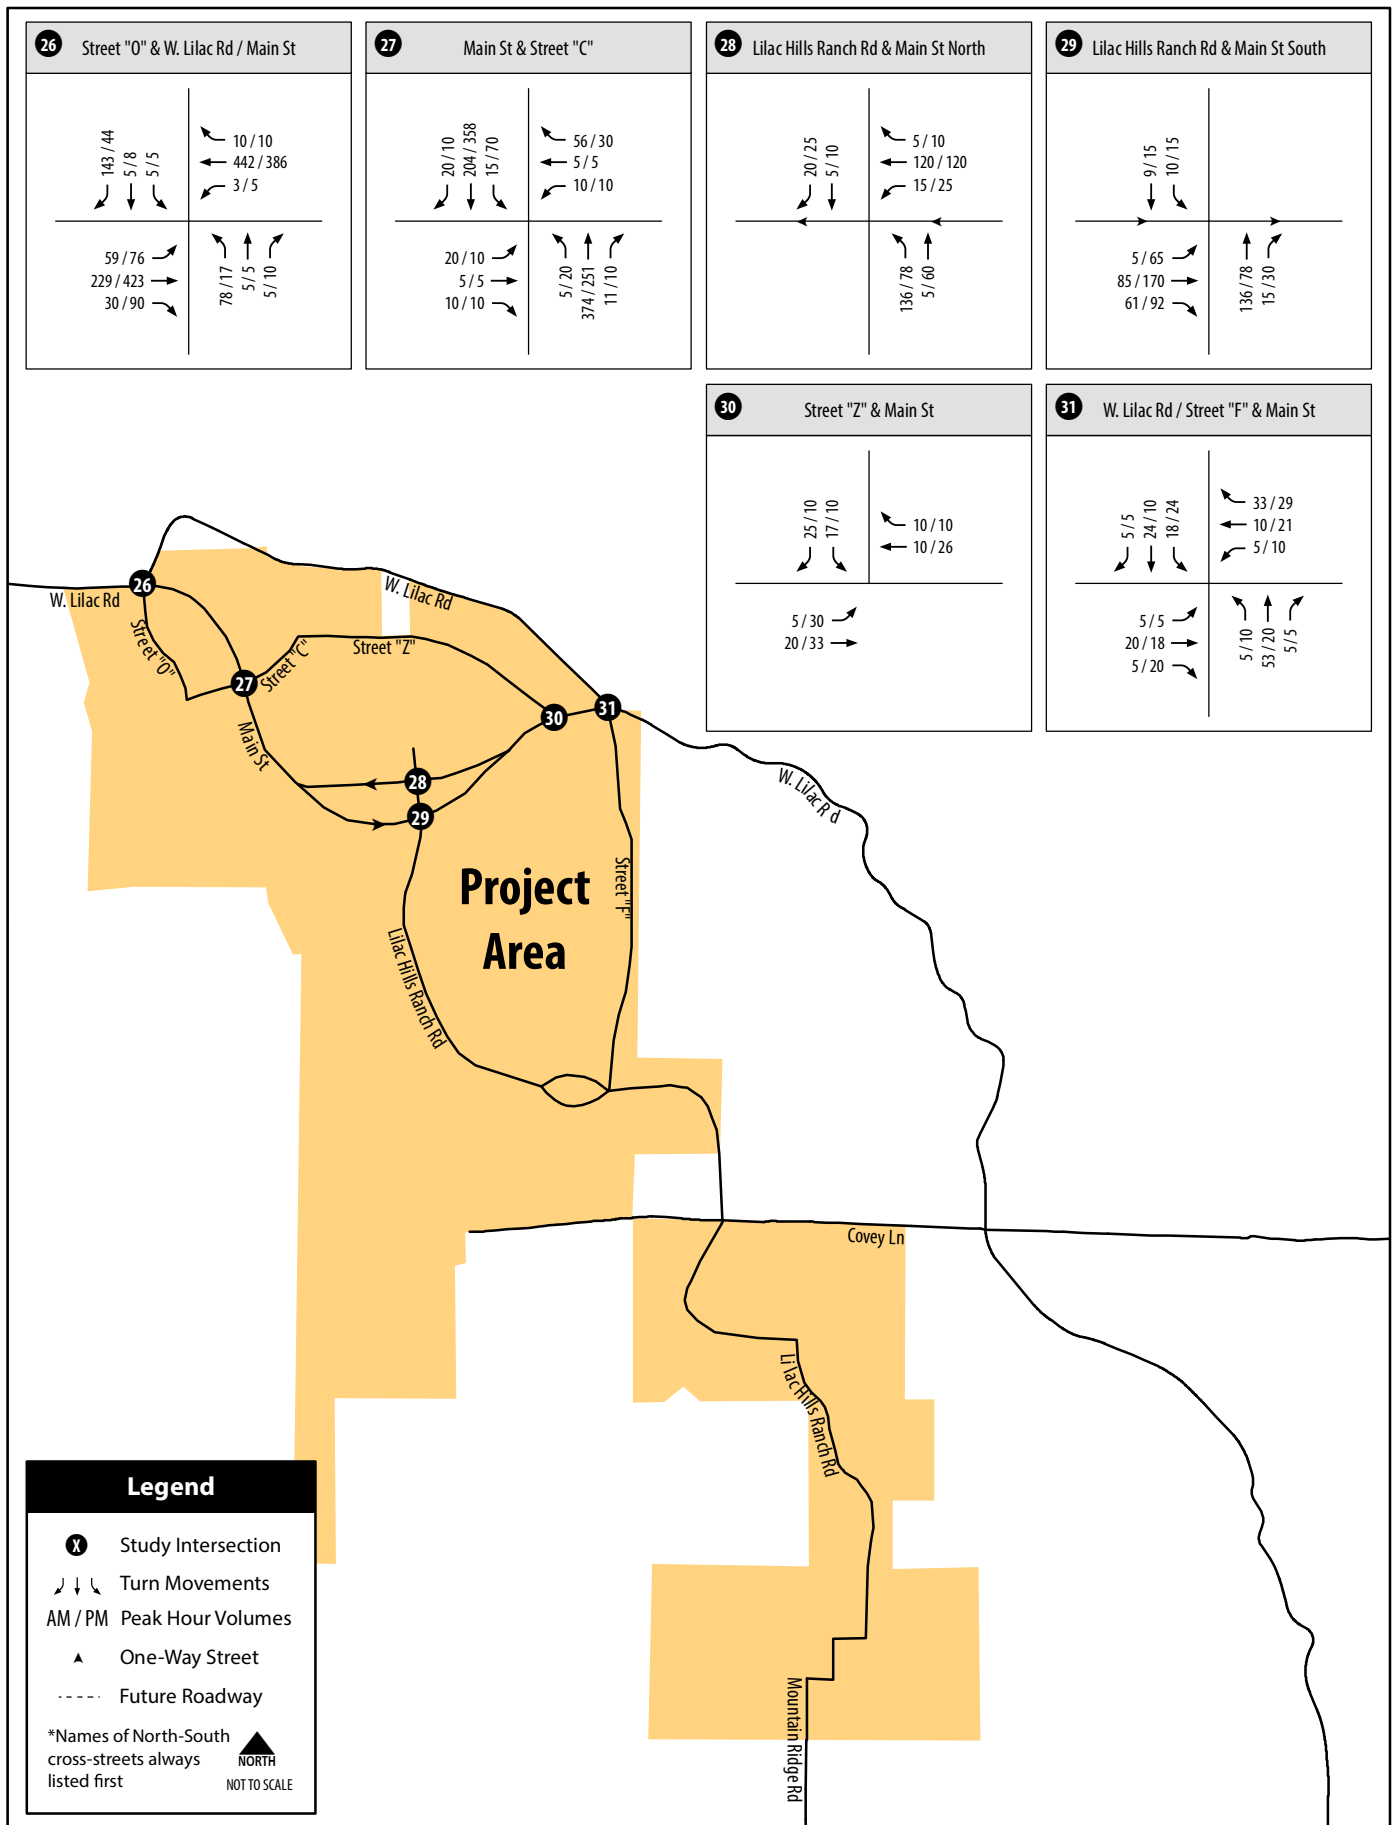 26 Street "O" & W. Lilac Rd / Main St
143 / 44
5 / 8
5 / 5
10 / 10
442 / 386
3 / 5
59 / 76
229 / 423
30 / 90
78 / 17
5 / 5
5 / 10
27 Main St & Street "C"
20 / 10
204 / 358
15 / 70
56 / 30
5 / 5
10 / 10
20 / 10
5 / 5
10 / 10
5 / 20
374 / 251
11 / 10
28 Lilac Hills Ranch Rd & Main St North
20 / 25
5 / 10
5 / 10
120 / 120
15 / 25
136 / 78
5 / 60
29 Lilac Hills Ranch Rd & Main St South
9 / 15
10 / 15
5 / 65
85 / 170
61 / 92
136 / 78
15 / 30
30 Street "Z" & Main St
25 / 10
17 / 10
10 / 10
10 / 26
5 / 30
20 / 33
31 W. Lilac Rd / Street "F" & Main St
5 / 5
24 / 10
18 / 24
33 / 29
10 / 21
5 / 10
5 / 5
20 / 18
5 / 20
5 / 10
53 / 20
5 / 5
26
W. Lilac Rd
W. Lilac Rd
Street "O"
Street "C"
Street "Z"
27
30
31
Main St
28
29
W. Lilac R d
Project
Area
Street "F"
Lilac Hills Ranch Rd
Covey Ln
Li lac Hills Ranch Rd
Mountain Ridge Rd
Legend
X Study Intersection
Turn Movements
AM / PM Peak Hour Volumes
One-Way Street
Future Roadway
*Names of North-South
cross-streets always
listed first
NORTH
NOT TO SCALE